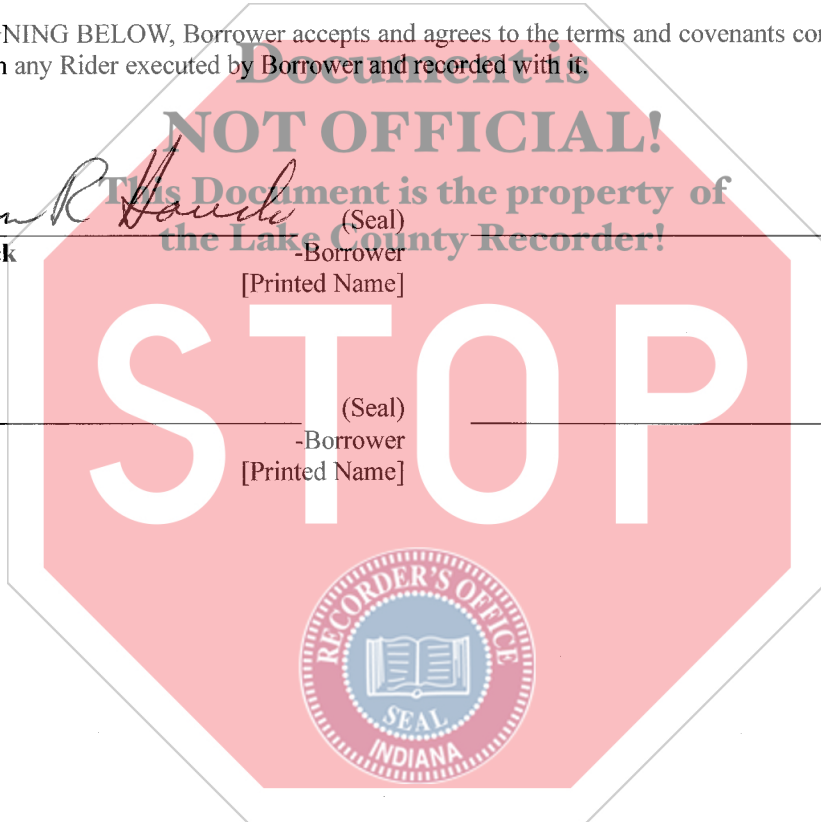 NING BELOW, Borrower accepts and agrees to the terms and covenants co
any Rider executed by Borrower and recorded with it.
Document is
NOT OFFICIAL!
This Document is the property of
the Lake County Recorder!
R
(Seal)
-Borrower
[Printed Name]
STOP
(Seal)
-Borrower
[Printed Name]
RECORDER'S OFFICE
SEAL
INDIANA